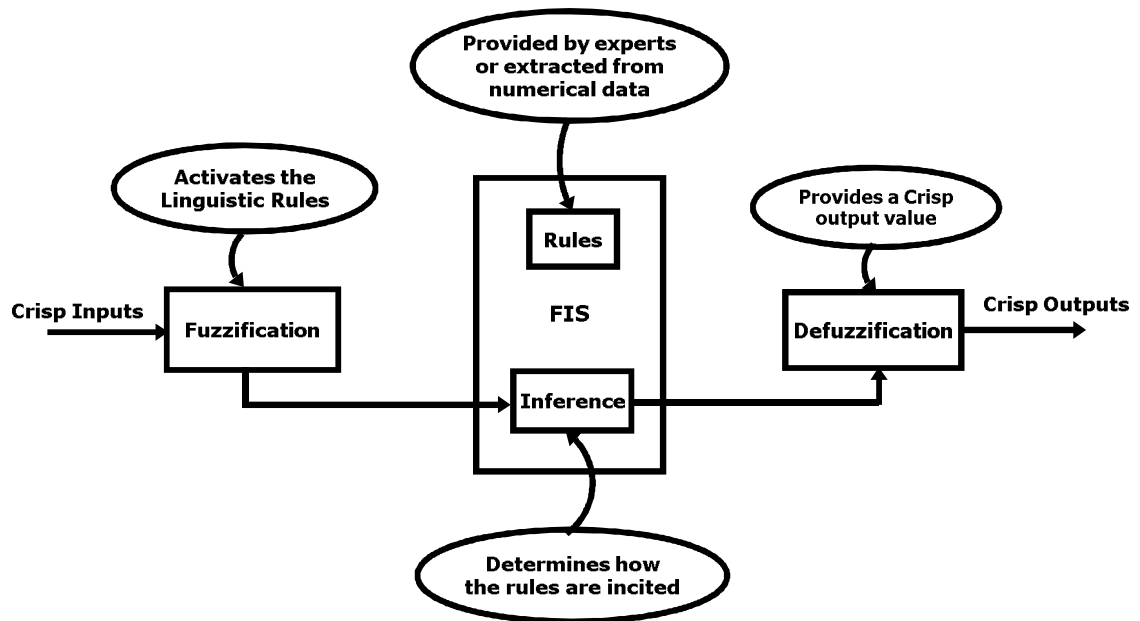 Provided by experts
or extracted from
numerical data
Activates the
Linguistic Rules
Provides a Crisp
output value
Rules
Crisp Inputs
Fuzzification
FIS
Defuzzification
Crisp Outputs
Inference
Determines how
the rules are incited